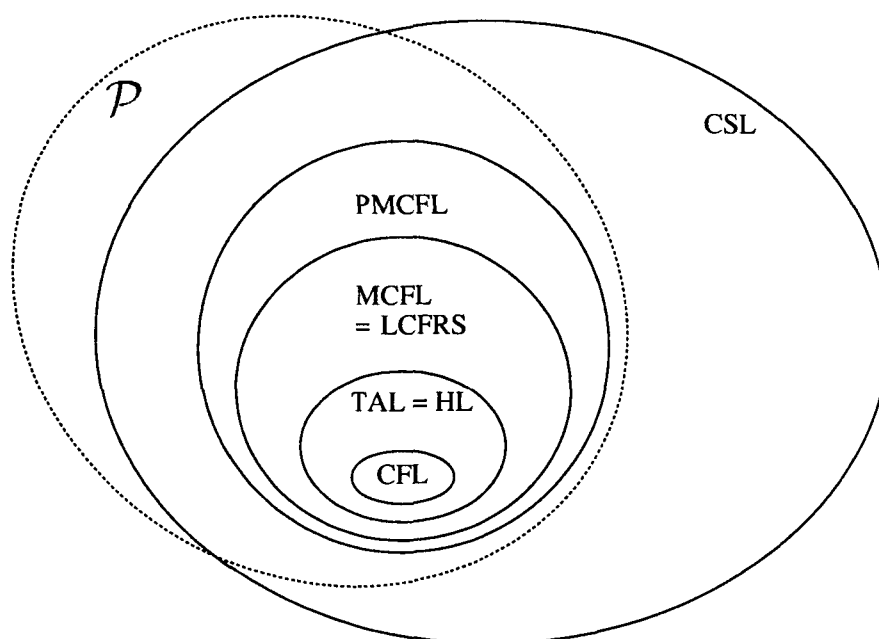 𝒫
CSL
PMCFL
MCFL
= LCFRS
TAL = HL
CFL